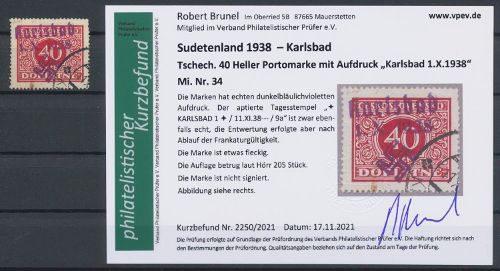 Robert Brunel Im Oberried 5B 87665 Mauerstetten
www.vpev.de
Mitglied im Verband Philatelistischer Prüfer e.V.
Sudetenland 1938 – Karlsbad
Tschech. 40 Heller Portomarke mit Aufdruck „Karlsbad 1.X.1938"
Mi. Nr. 34
Die Marken hat echten dunkelbläulichvioletten
Aufdruck. Der aptierte Tagesstempel „✦
KARLSBAD 1 ✦ / 11.XI.38--- / 9a" ist zwar eben-
falls echt, die Entwertung erfolgte aber nach
Ablauf der Frankaturgültigkeit.
Die Marke ist etwas fleckig.
Die Auflage betrug laut Hörr 205 Stück.
Die Marke ist nicht signiert.
Abbildung siehe rechts.
Kurzbefund Nr. 2250/2021 Datum: 17.11.2021
Die Prüfung erfolgte auf Grundlage der Prüfordnung des Verbands Philatelistischer Prüfer e.V. Die Haftung richtet sich nach
den Bestimmungen der Prüfordnung. Qualitätsangaben beziehen sich auf den Zustand am Tage der Prüfung.
philatelistischer
Kurzbefund
Verband Philatelistischer Prüfer e.V.
40
40